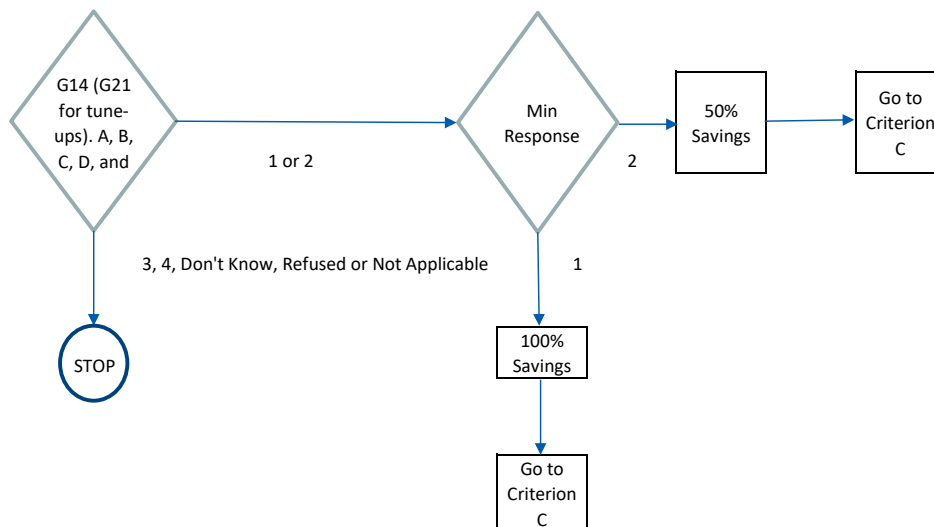 G14 (G21
for tune-
ups). A, B,
C, D, and
1 or 2
Min
Response
2
50%
Savings
Go to
Criterion
C
3, 4, Don't Know, Refused or Not Applicable
1
STOP
100%
Savings
Go to
Criterion
C